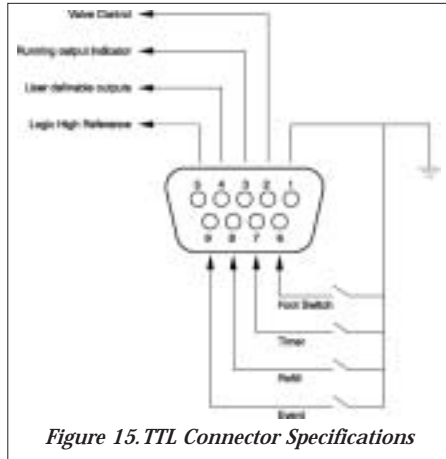 Valve Control
Running output Indicator
User definable outputs
Logic High Reference
5 4 3 2 1
9 8 7 6
Foot Switch
Timer
Refill
Event
Figure 15. TTL Connector Specifications